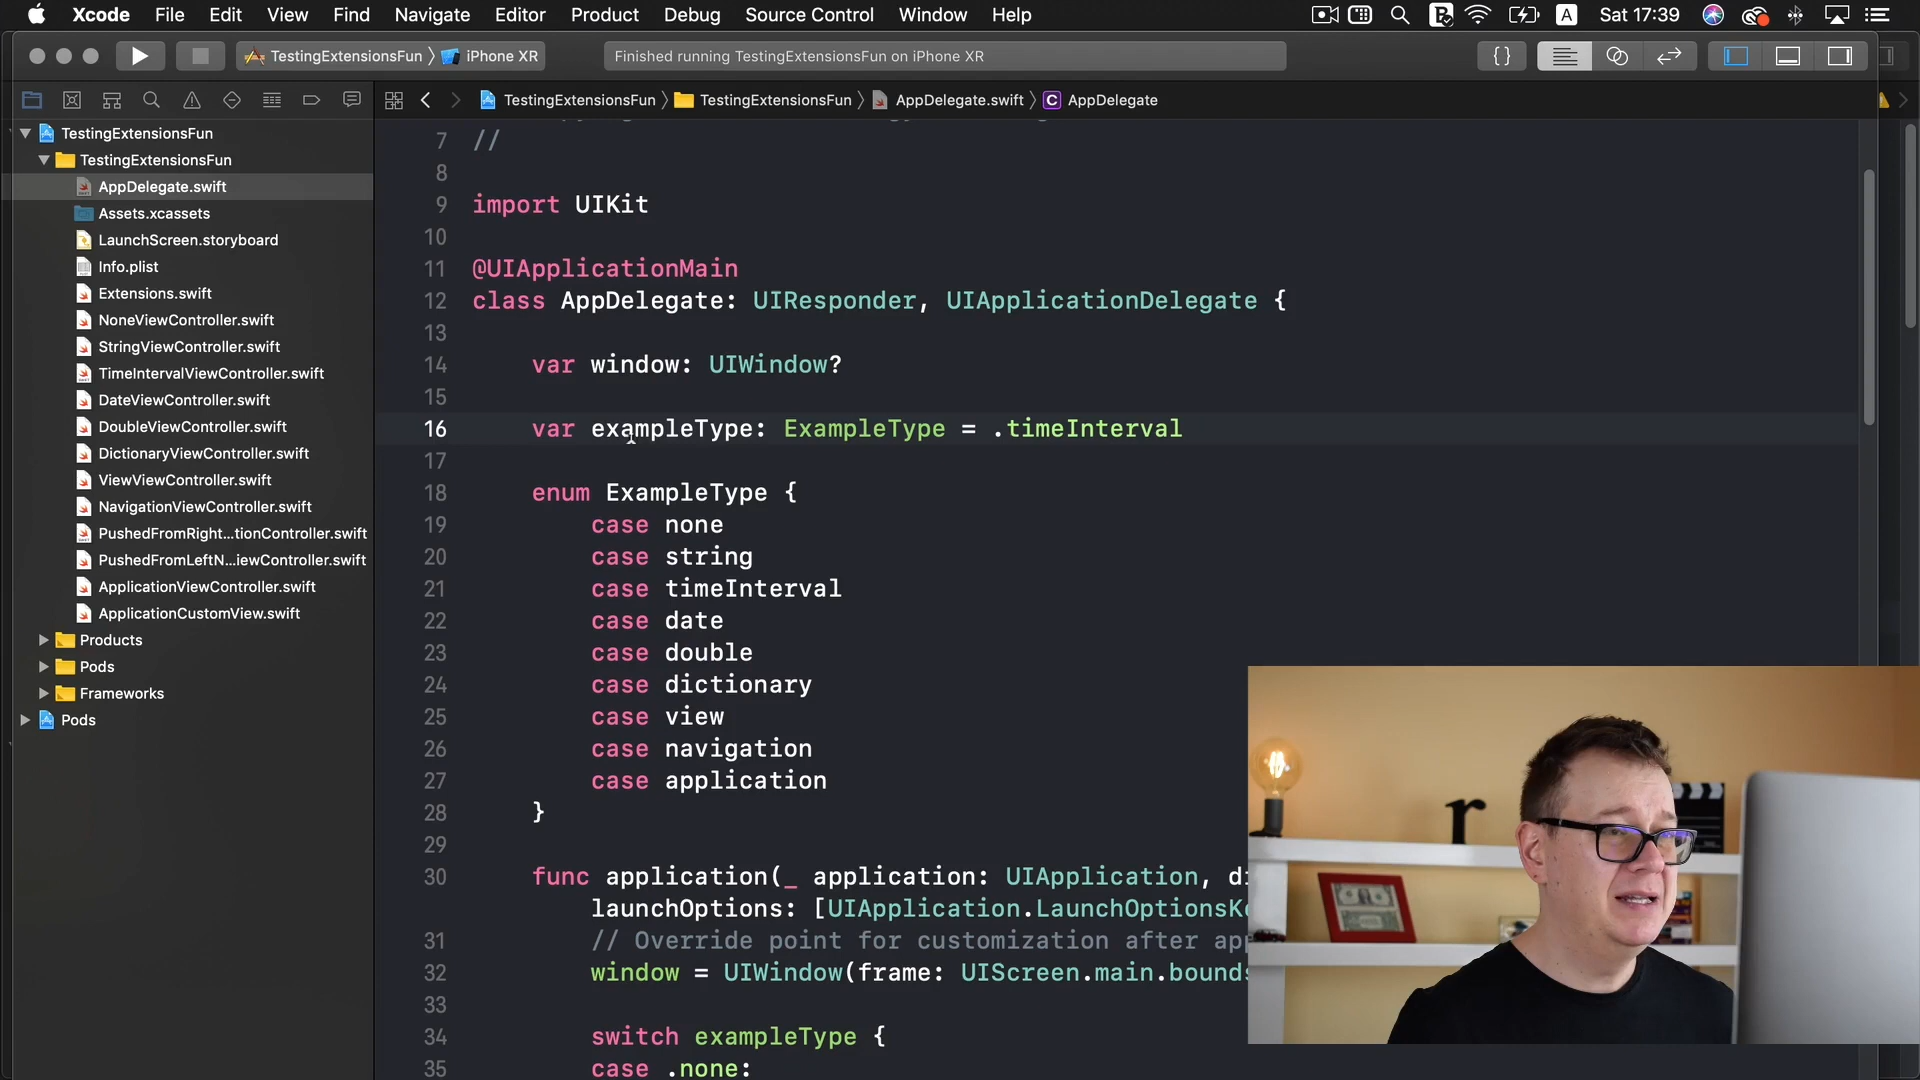 Xcode File Edit View Find Navigate Editor Product Debug Source Control Window Help A Sat 17:39
TestingExtensionsFun iPhone XR Finished running TestingExtensionsFun on iPhone XR {}
TestingExtensionsFun TestingExtensionsFun AppDelegate.swift C AppDelegate
TestingExtensionsFun
TestingExtensionsFun
AppDelegate.swift
Assets.xcassets
LaunchScreen.storyboard
Info.plist
Extensions.swift
NoneViewController.swift
StringViewController.swift
TimeIntervalViewController.swift
DateViewController.swift
DoubleViewController.swift
DictionaryViewController.swift
ViewViewController.swift
NavigationViewController.swift
PushedFromRight...tionController.swift
PushedFromLeftN...iewController.swift
ApplicationViewController.swift
ApplicationCustomView.swift
Products
Pods
Frameworks
Pods
7 //
8
9 import UIKit
10
11 @UIApplicationMain
12 class AppDelegate: UIResponder, UIApplicationDelegate {
13
14 var window: UIWindow?
15
16 var exampleType: ExampleType = .timeInterval
17
18 enum ExampleType {
19 case none
20 case string
21 case timeInterval
22 case date
23 case double
24 case dictionary
25 case view
26 case navigation
27 case application
28 }
29
30 func application(_ application: UIApplication, di
launchOptions: [UIApplication.LaunchOptionsKe
31 // Override point for customization after app
32 window = UIWindow(frame: UIScreen.main.bounds
33
34 switch exampleType {
35 case .none:
r